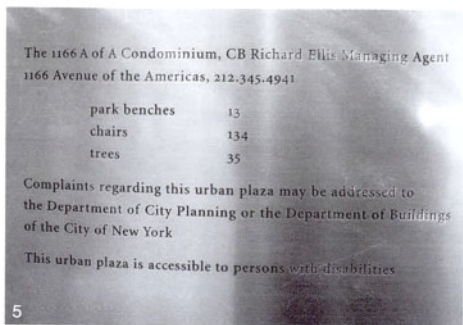 The 1166 A of A Condominium, CB Richard Ellis Managing Agent
1166 Avenue of the Americas, 212.345.4941
park benches 13
chairs 134
trees 35
Complaints regarding this urban plaza may be addressed to
the Department of City Planning or the Department of Buildings
of the City of New York
This urban plaza is accessible to persons with disabilities
5